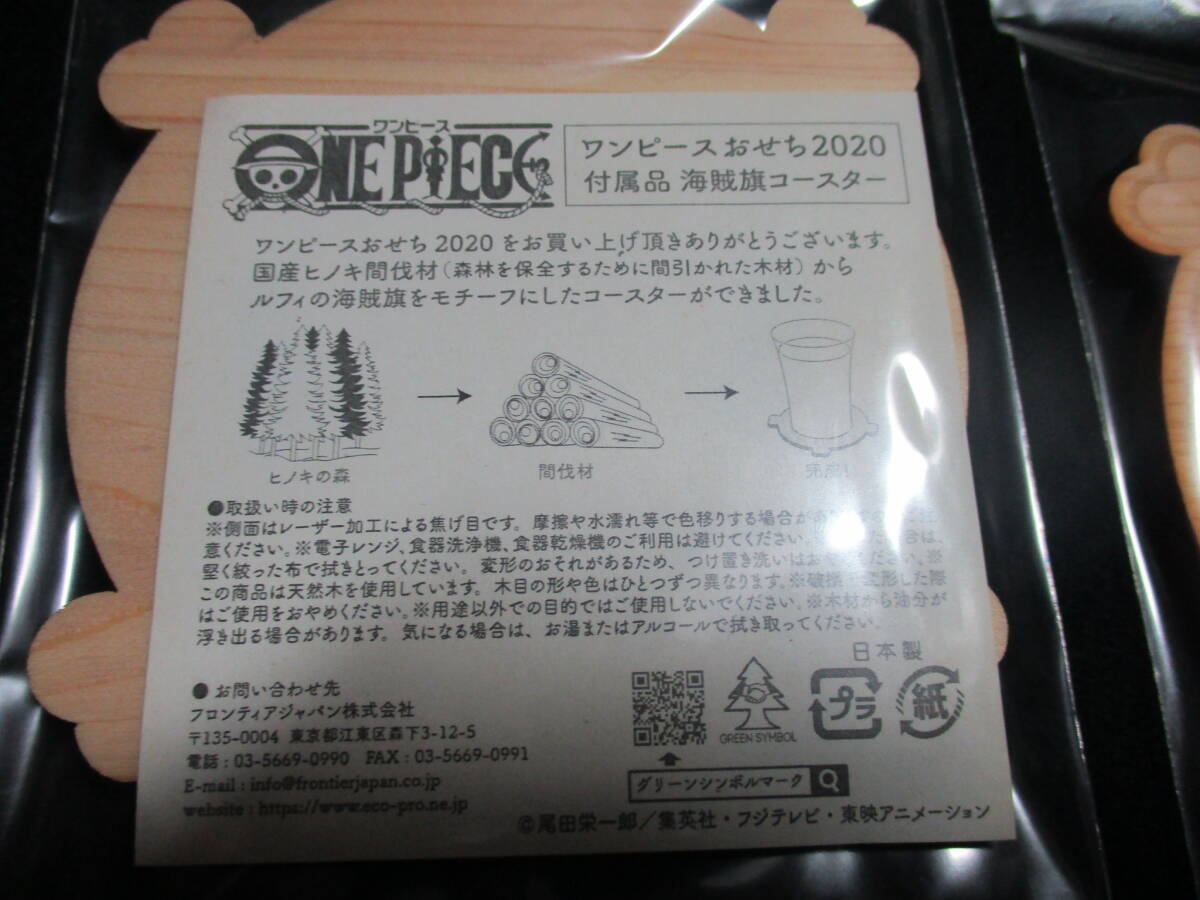 ワンピース
ONE PIECE
ワンピースおせち2020
付属品 海賊旗コースター
ワンピースおせち2020をお買い上げ頂きありがとうございます。
国産ヒノキ間伐材(森林を保全するために間引かれた木材)から
ルフィの海賊旗をモチーフにしたコースターができました。
ヒノキの森
間伐材
完成!
●取扱い時の注意
※側面はレーザー加工による焦げ目です。摩擦や水濡れ等で色移りする場合が
意ください。※電子レンジ、食器洗浄機、食器乾燥機のご利用は避けてください。 合は、
堅く絞った布で拭きとってください。変形のおそれがあるため、つけ置き洗いはおやめください。※
この商品は天然木を使用しています。木目の形や色はひとつずつ異なります。※破損・変形した際
はご使用をおやめください。※用途以外での目的ではご使用しないでください。※木材から油分が
浮き出る場合があります。気になる場合は、お湯またはアルコールで拭き取ってください。
日本製
●お問い合わせ先
フロンティアジャパン株式会社
〒135-0004 東京都江東区森下3-12-5
電話:03-5669-0990 FAX:03-5669-0991
E-mail:info@frontierjapan.co.jp
website:https://www.eco-pro.ne.jp
GREEN SYMBOL
プラ
紙
グリーンシンボルマーク
©尾田栄一郎/集英社・フジテレビ・東映アニメーション